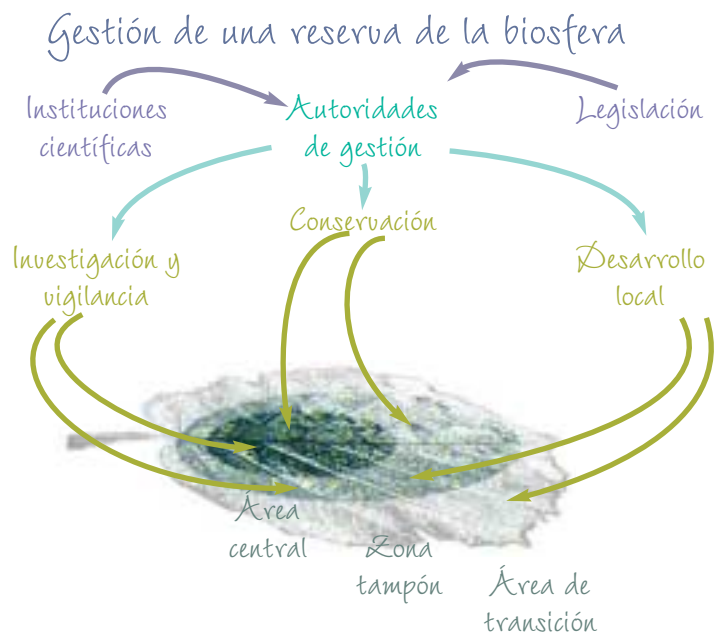 Gestión de una reserva de la biosfera
Instituciones
científicas
Autoridades
de gestión
Legislación
Investigación y
vigilancia
Conservación
Desarrollo
local
Área
central
Zona
tampón
Área de
transición